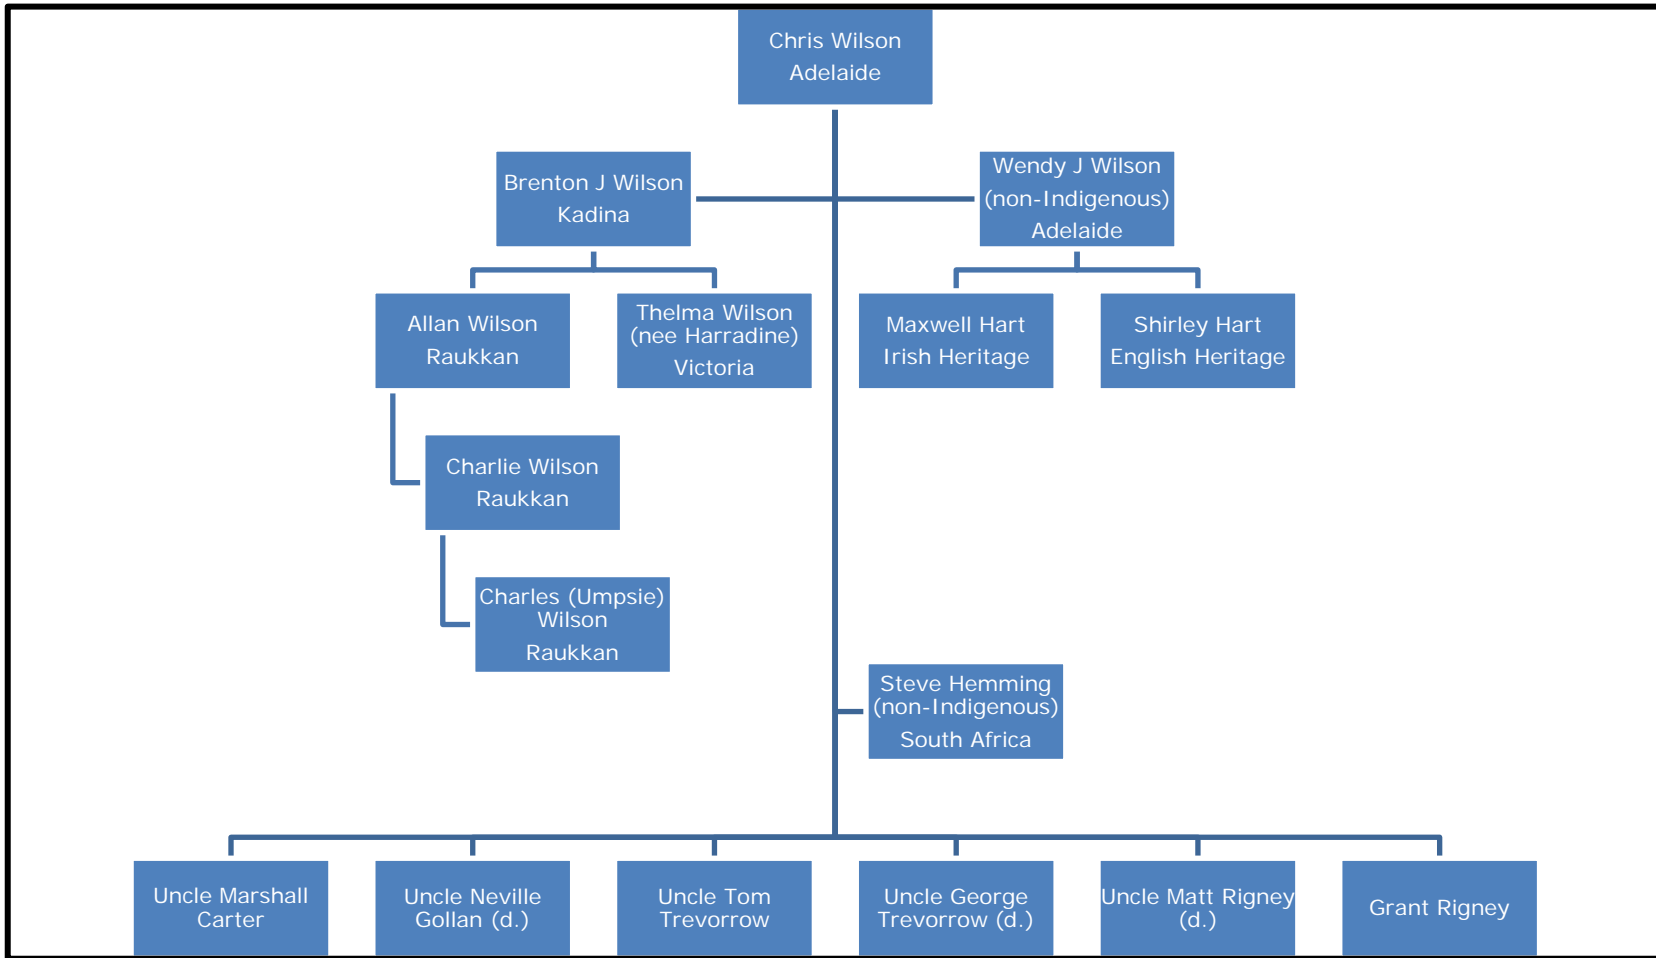 Chris Wilson
Adelaide
Brenton J Wilson
Kadina
Wendy J Wilson
(non-Indigenous)
Adelaide
Allan Wilson
Raukkan
Thelma Wilson
(nee Harradine)
Victoria
Maxwell Hart
Irish Heritage
Shirley Hart
English Heritage
Charlie Wilson
Raukkan
Charles (Umpsie)
Wilson
Raukkan
Steve Hemming
(non-Indigenous)
South Africa
Uncle Marshall
Carter
Uncle Neville
Gollan (d.)
Uncle Tom
Trevorrow
Uncle George
Trevorrow (d.)
Uncle Matt Rigney
(d.)
Grant Rigney